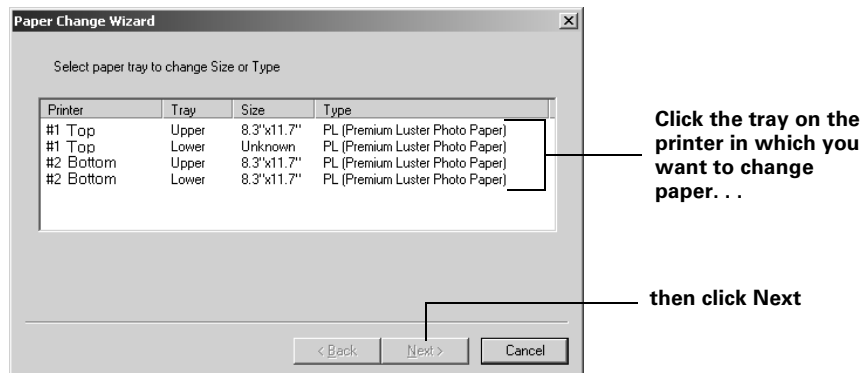 Paper Change Wizard
Select paper tray to change Size or Type
Printer Tray Size Type
#1 Top Upper 8.3"x11.7" PL (Premium Luster Photo Paper)
#1 Top Lower Unknown PL (Premium Luster Photo Paper)
#2 Bottom Upper 8.3"x11.7" PL (Premium Luster Photo Paper)
#2 Bottom Lower 8.3"x11.7" PL (Premium Luster Photo Paper)
Click the tray on the
printer in which you
want to change
paper. . .
then click Next
< Back Next > Cancel